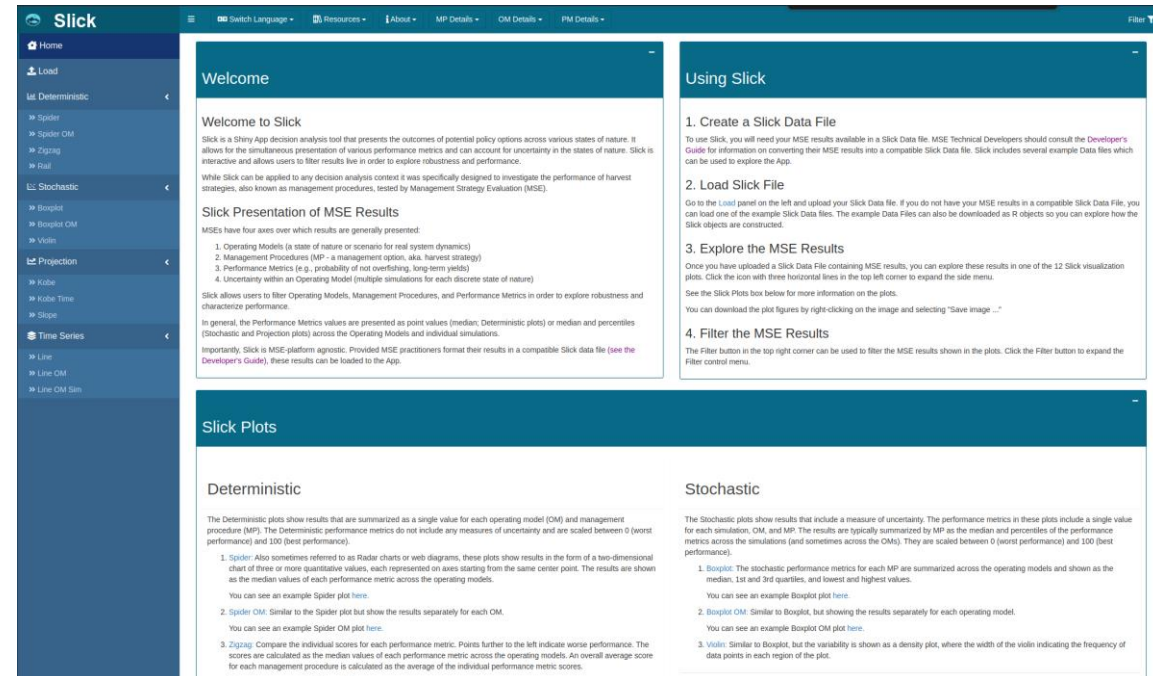 Slick
Switch Language
Resources
About
MP Details
OM Details
PM Details
Filter
Home
Load
Deterministic
Spider
Spider OM
Zigzag
Rail
Stochastic
Boxplot
Boxplot OM
Violin
Projection
Kobe
Kobe Time
Slope
Time Series
Line
Line OM
Line OM Sim
Welcome
Welcome to Slick
Slick is a Shiny App decision analysis tool that presents the outcomes of potential policy options across various states of nature. It
allows for the simultaneous presentation of various performance metrics and can account for uncertainty in the states of nature. Slick is
interactive and allows users to filter results live in order to explore robustness and performance.
While Slick can be applied to any decision analysis context it was specifically designed to investigate the performance of harvest
strategies, also known as management procedures, tested by Management Strategy Evaluation (MSE).
Slick Presentation of MSE Results
MSEs have four axes over which results are generally presented:
1. Operating Models (a state of nature or scenario for real system dynamics)
2. Management Procedures (MP - a management option, aka. harvest strategy)
3. Performance Metrics (e.g., probability of not overfishing, long-term yields)
4. Uncertainty within an Operating Model (multiple simulations for each discrete state of nature)
Slick allows users to filter Operating Models, Management Procedures, and Performance Metrics in order to explore robustness and
characterize performance.
In general, the Performance Metrics values are presented as point values (median; Deterministic plots) or median and percentiles
(Stochastic and Projection plots) across the Operating Models and individual simulations.
Importantly, Slick is MSE-platform agnostic. Provided MSE practitioners format their results in a compatible Slick data file (see the
Developer's Guide), these results can be loaded to the App.
Using Slick
1. Create a Slick Data File
To use Slick, you will need your MSE results available in a Slick Data file. MSE Technical Developers should consult the Developer's
Guide for information on converting their MSE results into a compatible Slick Data file. Slick includes several example Data files which
can be used to explore the App.
2. Load Slick File
Go to the Load panel on the left and upload your Slick Data file. If you do not have your MSE results in a compatible Slick Data File, you
can load one of the example Slick Data files. The example Data Files can also be downloaded as R objects so you can explore how the
Slick objects are constructed.
3. Explore the MSE Results
Once you have uploaded a Slick Data File containing MSE results, you can explore these results in one of the 12 Slick visualization
plots. Click the icon with three horizontal lines in the top left corner to expand the side menu.
See the Slick Plots box below for more information on the plots.
You can download the plot figures by right-clicking on the image and selecting "Save image ..."
4. Filter the MSE Results
The Filter button in the top right corner can be used to filter the MSE results shown in the plots. Click the Filter button to expand the
Filter control menu.
Slick Plots
Deterministic
The Deterministic plots show results that are summarized as a single value for each operating model (OM) and management
procedure (MP). The Deterministic performance metrics do not include any measures of uncertainty and are scaled between 0 (worst
performance) and 100 (best performance).
1. Spider: Also sometimes referred to as Radar charts or web diagrams, these plots show results in the form of a two-dimensional
chart of three or more quantitative values, each represented on axes starting from the same center point. The results are shown
as the median values of each performance metric across the operating models.
You can see an example Spider plot here.
2. Spider OM: Similar to the Spider plot but show the results separately for each OM.
You can see an example Spider OM plot here.
3. Zigzag: Compare the individual scores for each performance metric. Points further to the left indicate worse performance. The
scores are calculated as the median values of each performance metric across the operating models. An overall average score
for each management procedure is calculated as the average of the individual performance metric scores.
Stochastic
The Stochastic plots show results that include a measure of uncertainty. The performance metrics in these plots include a single value
for each simulation, OM, and MP. The results are typically summarized by MP as the median and percentiles of the performance
metrics across the simulations (and sometimes across the OMs). They are scaled between 0 (worst performance) and 100 (best
performance).
1. Boxplot: The stochastic performance metrics for each MP are summarized across the operating models and shown as the
median, 1st and 3rd quartiles, and lowest and highest values.
You can see an example Boxplot plot here.
2. Boxplot OM: Similar to Boxplot, but showing the results separately for each operating model.
You can see an example Boxplot OM plot here.
3. Violin: Similar to Boxplot, but the variability is shown as a density plot, where the width of the violin indicating the frequency of
data points in each region of the plot.